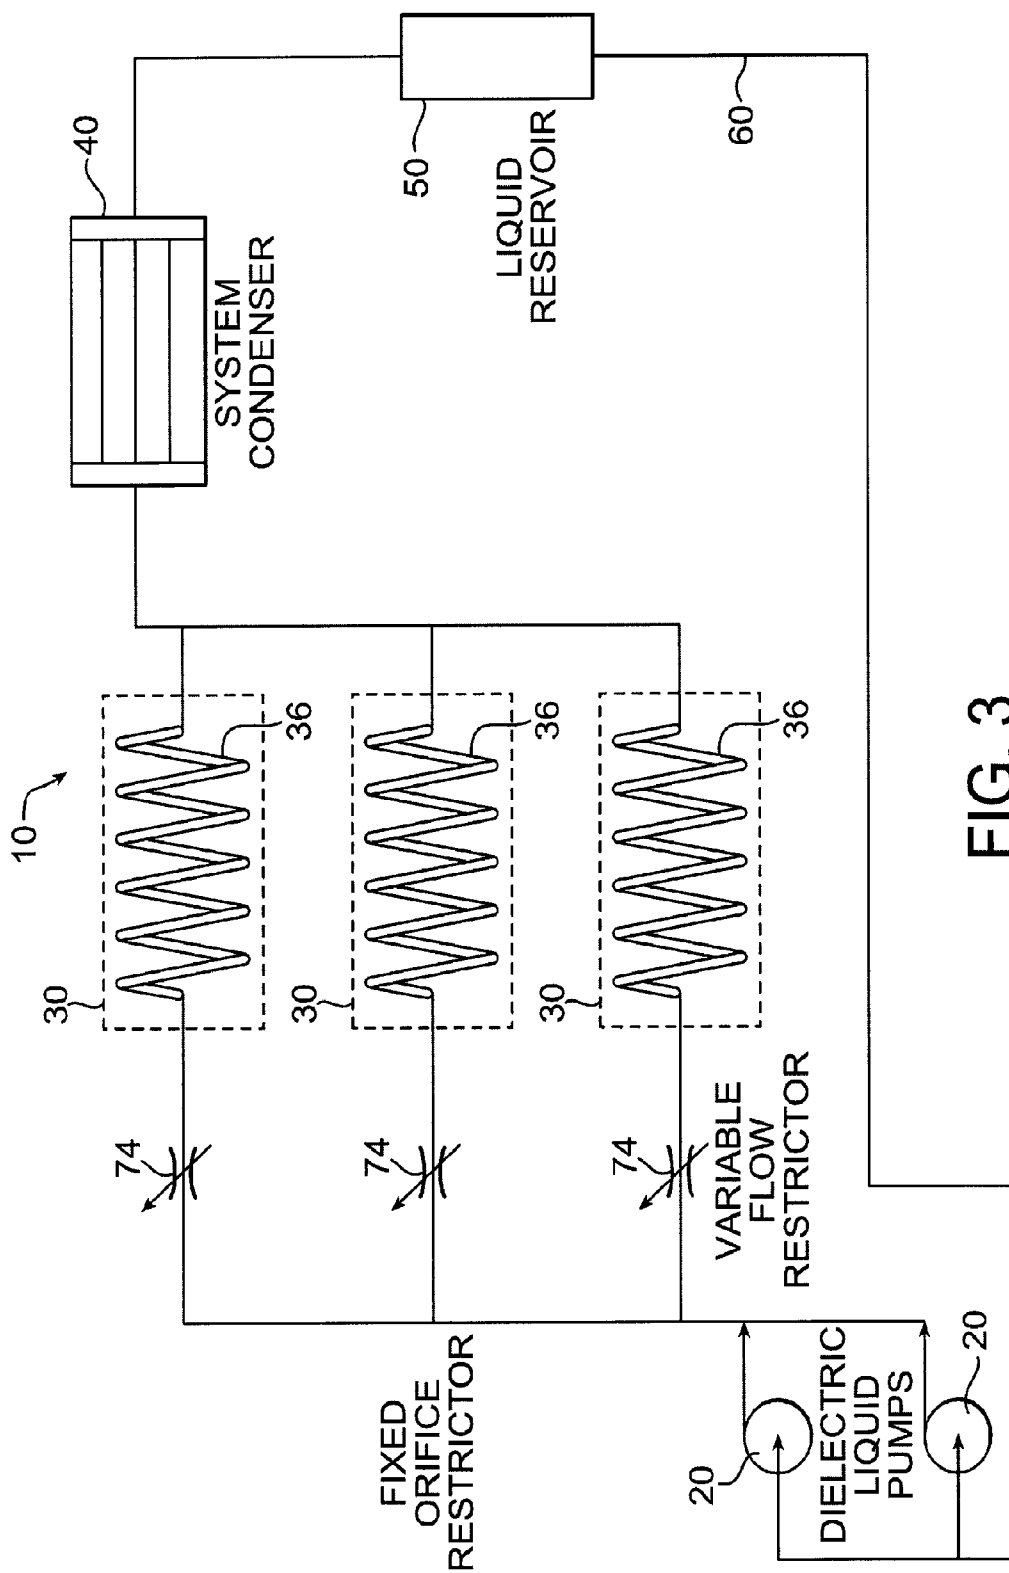 10
40
SYSTEM
CONDENSER
50
LIQUID
RESERVOIR
60
30
36
30
36
30
36
74
74
74
VARIABLE
FLOW
RESTRICTOR
FIXED
ORIFICE
RESTRICTOR
20
DIELECTRIC
LIQUID
PUMPS
20
FIG. 3